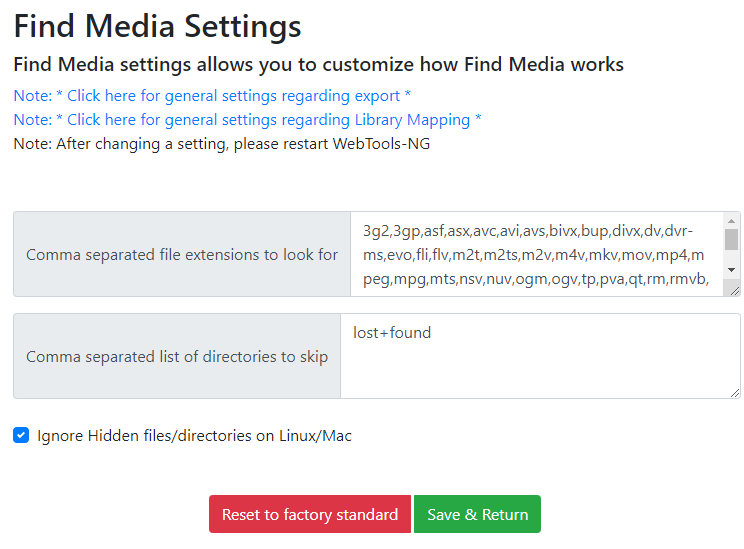 Find Media Settings
Find Media settings allows you to customize how Find Media works
Note: * Click here for general settings regarding export *
Note: * Click here for general settings regarding Library Mapping *
Note: After changing a setting, please restart WebTools-NG
Comma separated file extensions to look for
3g2,3gp,asf,asx,avc,avi,avs,bivx,bup,divx,dv,dvr-
ms,evo,fli,flv,m2t,m2ts,m2v,m4v,mkv,mov,mp4,m
peg,mpg,mts,nsv,nuv,ogm,ogv,tp,pva,qt,rm,rmvb,
Comma separated list of directories to skip
lost+found
Ignore Hidden files/directories on Linux/Mac
Reset to factory standard
Save & Return